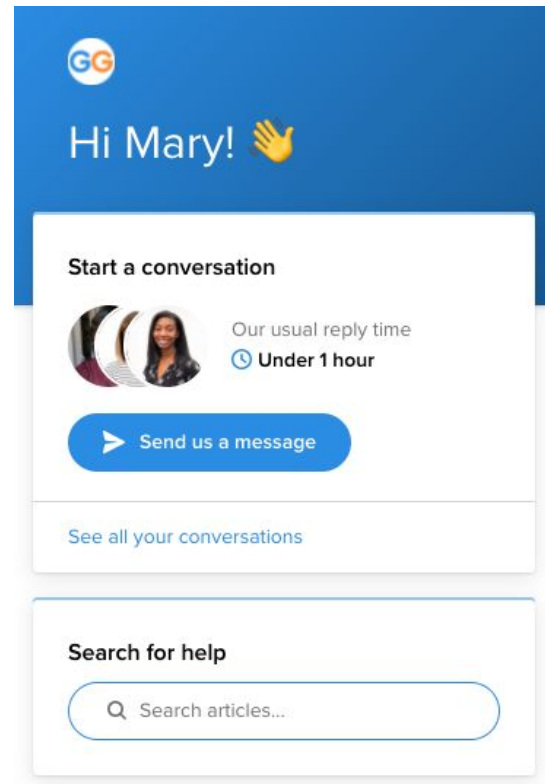 GG
Hi Mary! 👋
Start a conversation
Our usual reply time
Under 1 hour
Send us a message
See all your conversations
Search for help
Search articles...